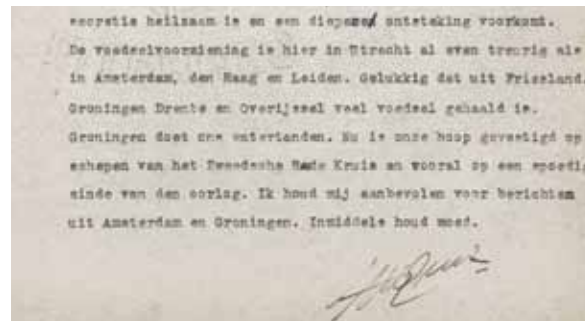 secretie heilzaam is en een diepere ontsteking voorkomt.
De voedselvoorziening is hier in Utrecht al even treurig als
in Amsterdam, den Haag en Leiden. Gelukkig dat uit Friesland,
Groningen Drente en Overijssel veel voedsel gehaald is.
Groningen doet ons watertanden. Nu is onze hoop gevestigd op
schepen van het Zweedsche Rode Kruis en vooral op een spoedig
einde van den oorlog. Ik houd mij aanbevolen voor berichten
uit Amsterdam en Groningen. Inmiddels houd moed.